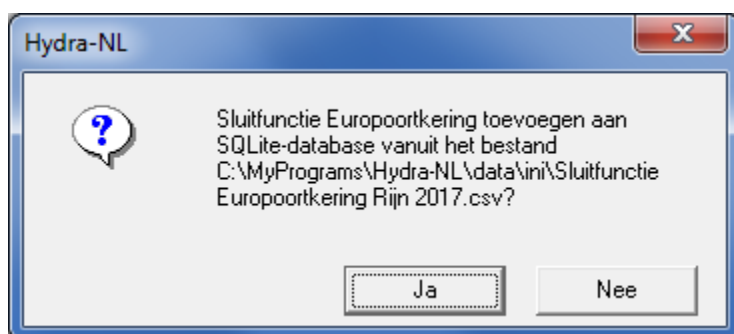 Hydra-NL
Sluitfunctie Europoortkering toevoegen aan
SQLite-database vanuit het bestand
C:\MyPrograms\Hydra-NL\data\ini\Sluitfunctie
Europoortkering Rijn 2017.csv?
Ja
Nee